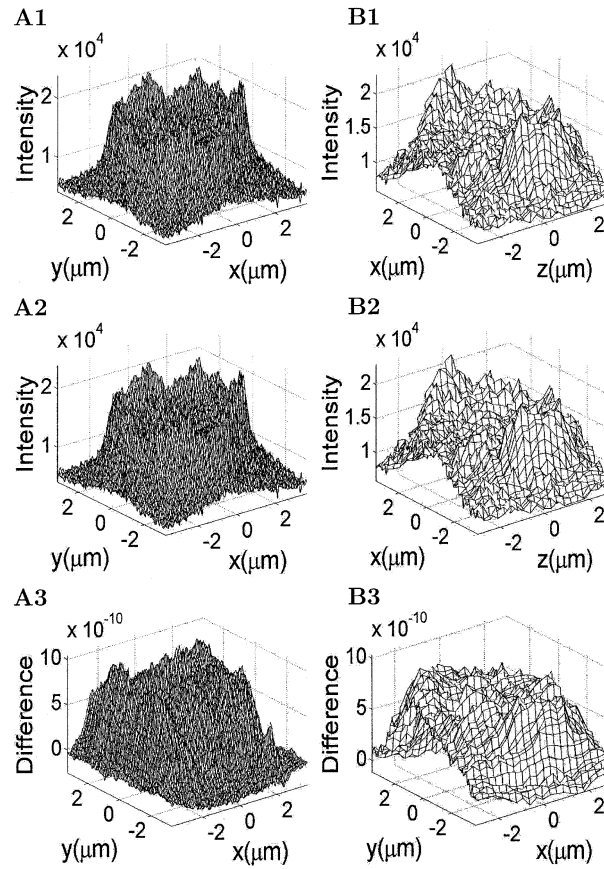 A1
x 10^4
Intensity
2
1
2
0
-2
y(μm)
-2
0
2
x(μm)
B1
x 10^4
Intensity
2
1.5
1
2
0
-2
x(μm)
-2
0
2
z(μm)
A2
x 10^4
Intensity
2
1
2
0
-2
y(μm)
-2
0
2
x(μm)
B2
x 10^4
Intensity
2
1.5
1
2
0
-2
x(μm)
-2
0
2
z(μm)
A3
x 10^-10
Difference
10
5
0
2
0
-2
y(μm)
-2
0
2
x(μm)
B3
x 10^-10
Difference
10
5
0
2
0
-2
y(μm)
-2
0
2
x(μm)